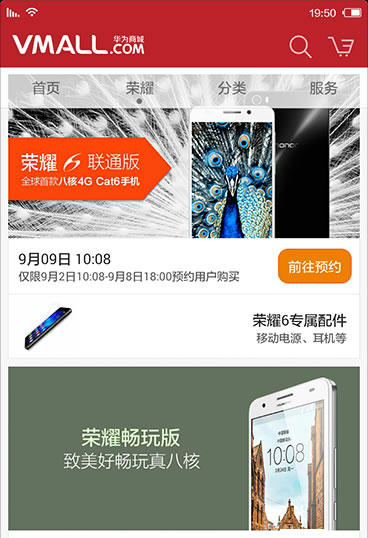 19:50
VMALL 华为商城
.COM
首页 荣耀 分类 服务
荣耀 6 联通版
全球首款八核4G Cat6手机
honor
9月09日 10:08
仅限9月2日10:08-9月8日18:00预约用户购买
前往预约
荣耀6专属配件
移动电源、耳机等
荣耀畅玩版
致美好畅玩真八核